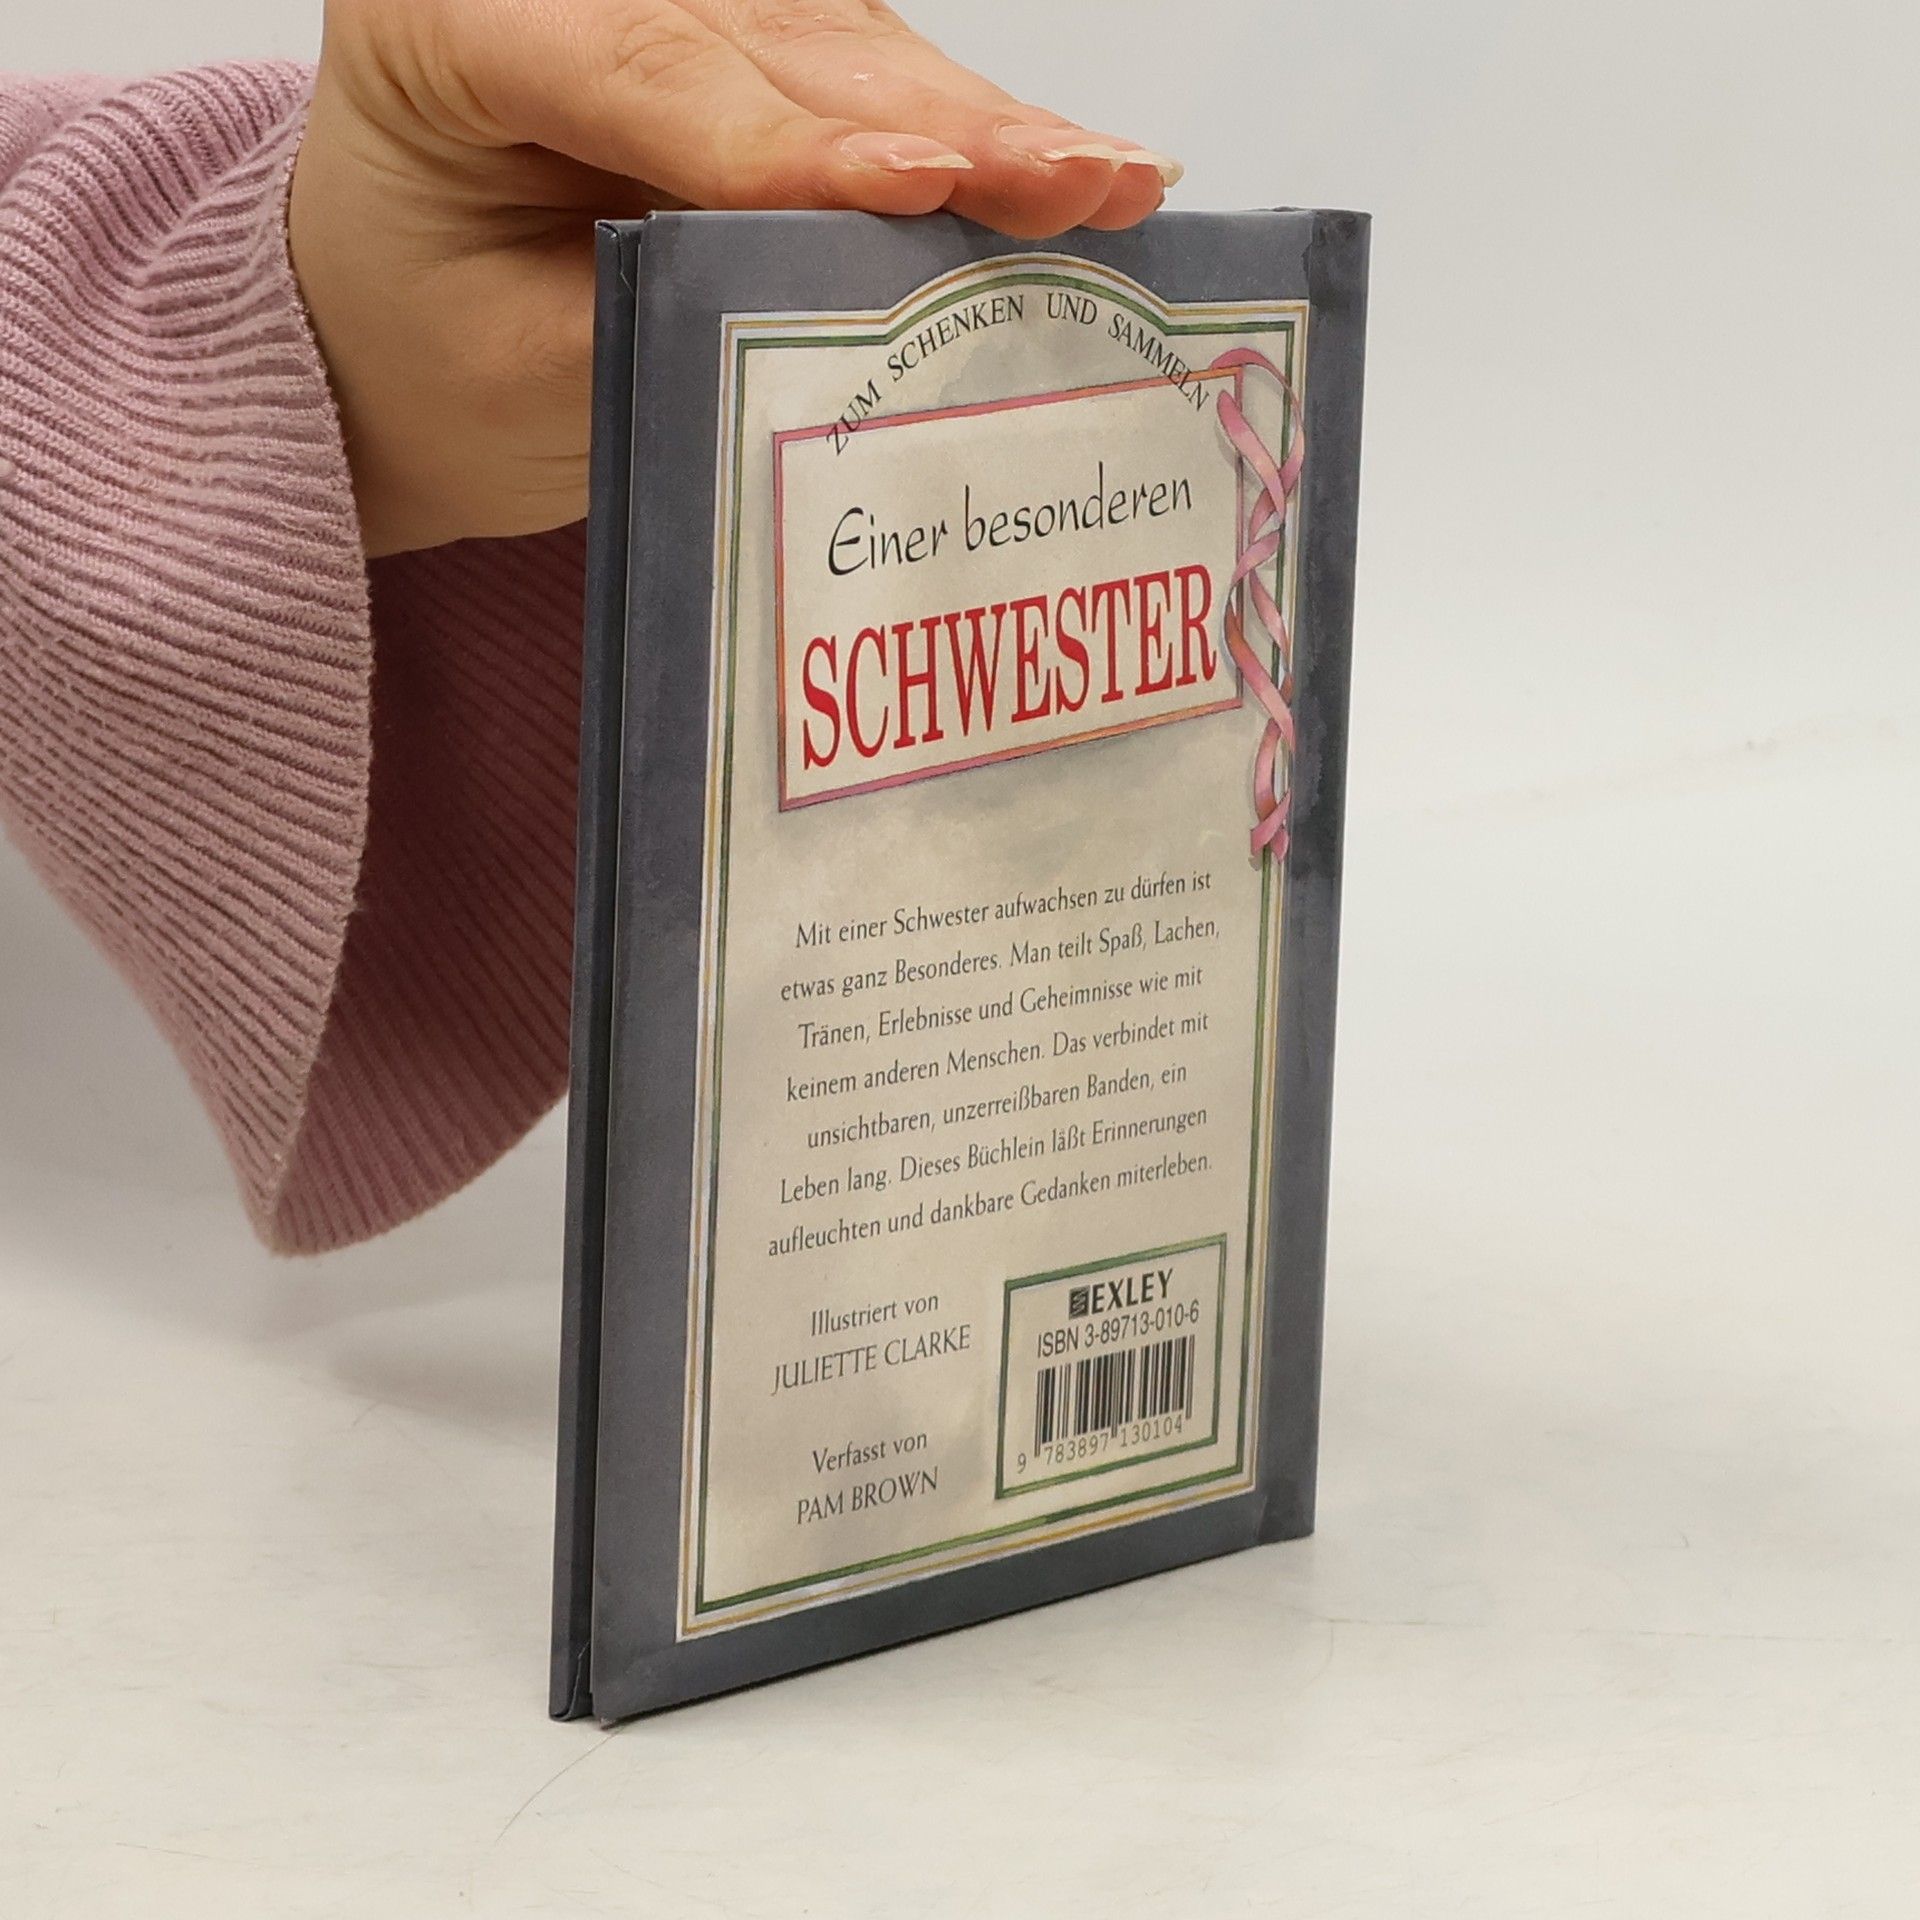 ZUM SCHENKEN UND SAMMELN
Einer besonderen
SCHWESTER
Mit einer Schwester aufwachsen zu dürfen ist
etwas ganz Besonderes. Man teilt Spaß, Lachen,
Tränen, Erlebnisse und Geheimnisse wie mit
keinem anderen Menschen. Das verbindet mit
unsichtbaren, unzerreißbaren Banden, ein
Leben lang. Dieses Büchlein läßt Erinnerungen
aufleuchten und dankbare Gedanken miterleben.
Illustriert von
JULIETTE CLARKE
Verfasst von
PAM BROWN
EXLEY
ISBN 3-89713-010-6
9 783897 130104